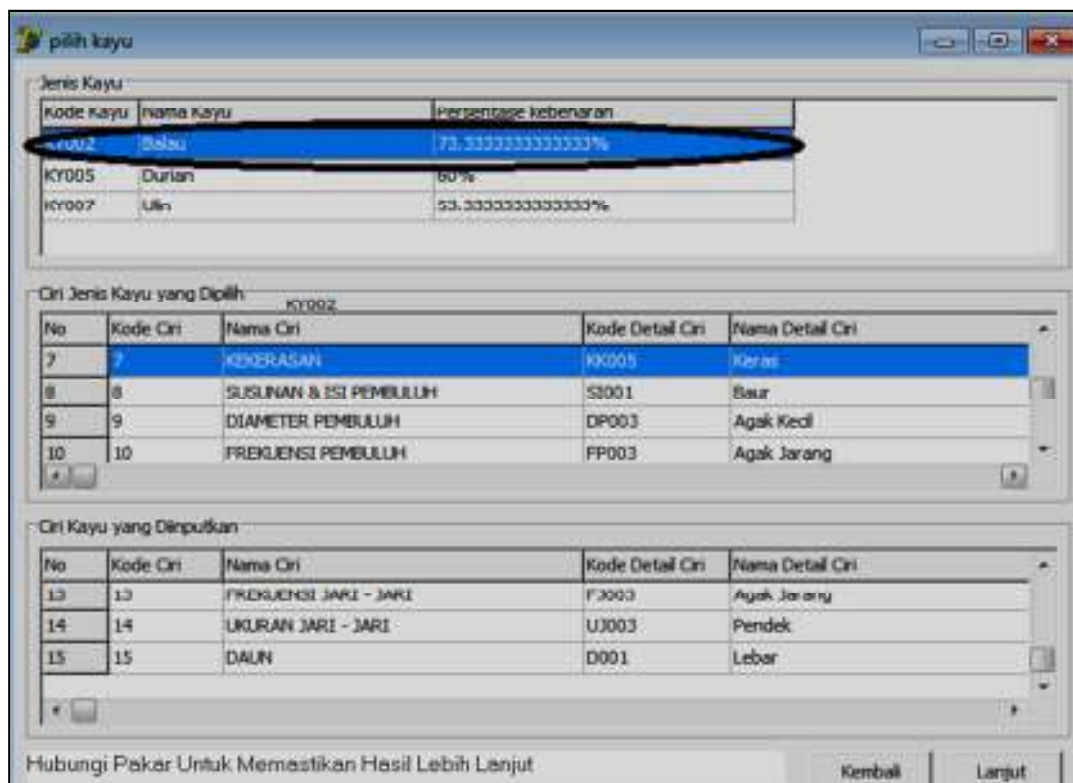 pilih kayu
Jenis Kayu
Kode Kayu Nama Kayu Persentase kebenaran
KY002 Balau 73.3333333333333%
KY005 Durian 60%
KY007 Ulin 53.3333333333333%
Ciri Jenis Kayu yang Dipilih KY002
No Kode Ciri Nama Ciri Kode Detail Ciri Nama Detail Ciri
7 7 KEKERASAN KK005 Keras
8 8 SUSUNAN & ISI PEMBULUH SI001 Baur
9 9 DIAMETER PEMBULUH DP003 Agak Kecil
10 10 FREKUENSI PEMBULUH FP003 Agak Jarang
Ciri Kayu yang Diinputkan
No Kode Ciri Nama Ciri Kode Detail Ciri Nama Detail Ciri
13 13 FREKUENSI JARI - JARI FJ003 Agak Jarang
14 14 UKURAN JARI - JARI UJ003 Pendek
15 15 DAUN D001 Lebar
Hubungi Pakar Untuk Memastikan Hasil Lebih Lanjut
Kembali Lanjut